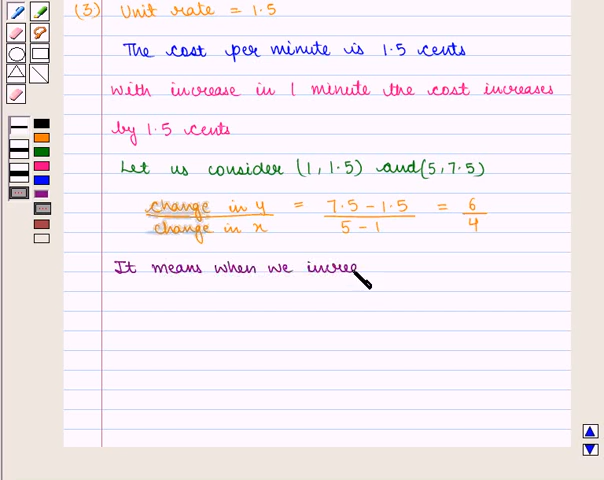 (3) Unit rate = 1.5
The cost per minute is 1.5 cents
with increase in 1 minute the cost increases
by 1.5 cents
Let us consider (1, 1.5) and (5, 7.5)
change in y / change in x = 7.5 - 1.5 / 5 - 1 = 6 / 4
It means when we increa